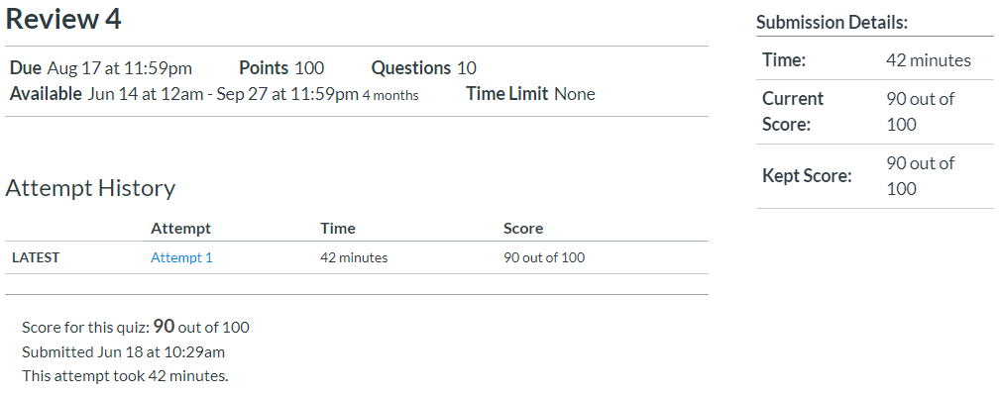 Review 4
Due Aug 17 at 11:59pm Points 100 Questions 10
Available Jun 14 at 12am - Sep 27 at 11:59pm 4 months Time Limit None
Attempt History
Attempt Time Score
LATEST Attempt 1 42 minutes 90 out of 100
Score for this quiz: 90 out of 100
Submitted Jun 18 at 10:29am
This attempt took 42 minutes.
Submission Details:
Time: 42 minutes
Current 90 out of
Score: 100
Kept Score: 90 out of
100